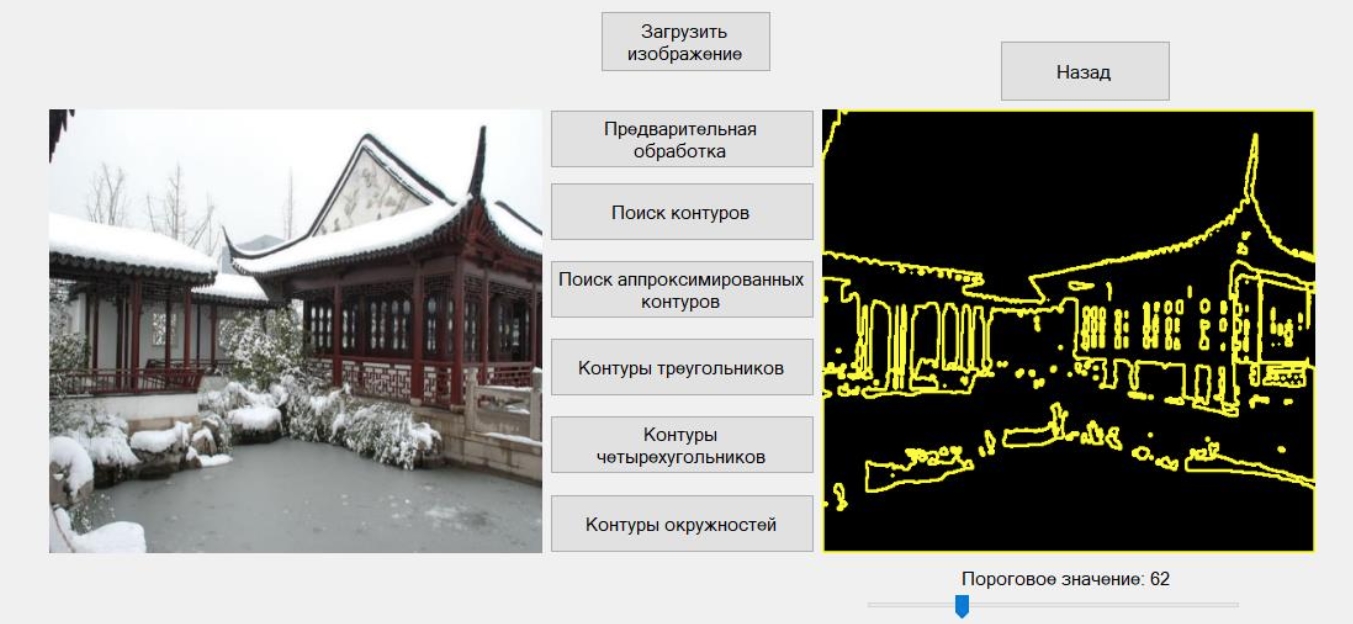 Загрузить
изображение
Назад
Предварительная
обработка
Поиск контуров
Поиск аппроксимированных
контуров
Контуры треугольников
Контуры
четырехугольников
Контуры окружностей
Пороговое значение: 62